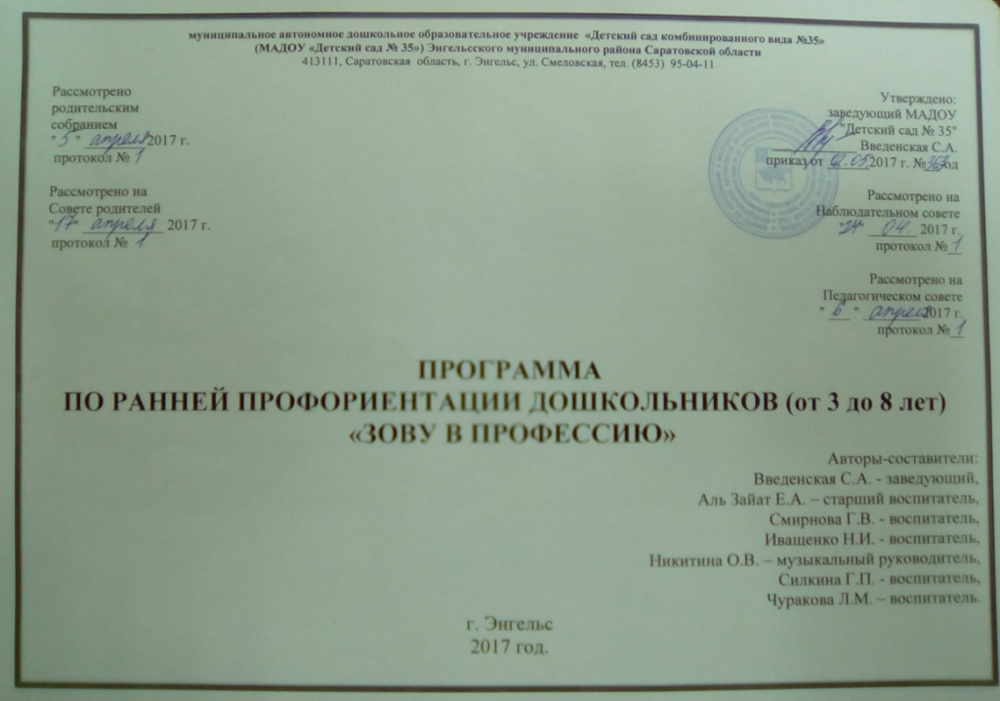 муниципальное автономное дошкольное образовательное учреждение «Детский сад комбинированного вида №35»
(МАДОУ «Детский сад № 35») Энгельсского муниципального района Саратовской области
413111, Саратовская область, г. Энгельс, ул. Смеловская, тел. (8453) 95-04-11
Рассмотрено
родительским
собранием
"5" апреля 2017 г.
протокол № 1
Рассмотрено на
Совете родителей
"17" апреля 2017 г.
протокол № 1
Утверждено:
заведующий МАДОУ
"Детский сад № 35"
Введенская С.А.
приказ от 05.2017 г. № од
Рассмотрено на
Наблюдательном совете
"24" 04. 2017 г.
протокол № 1
Рассмотрено на
Педагогическом совете
" 6 " апреля 2017 г.
протокол № 1
ПРОГРАММА
ПО РАННЕЙ ПРОФОРИЕНТАЦИИ ДОШКОЛЬНИКОВ (от 3 до 8 лет)
«ЗОВУ В ПРОФЕССИЮ»
Авторы-составители:
Введенская С.А. - заведующий,
Аль Зайат Е.А. – старший воспитатель,
Смирнова Г.В. - воспитатель,
Иващенко Н.И. - воспитатель,
Никитина О.В. – музыкальный руководитель,
Силкина Г.П. - воспитатель,
Чуракова Л.М. – воспитатель.
г. Энгельс
2017 год.